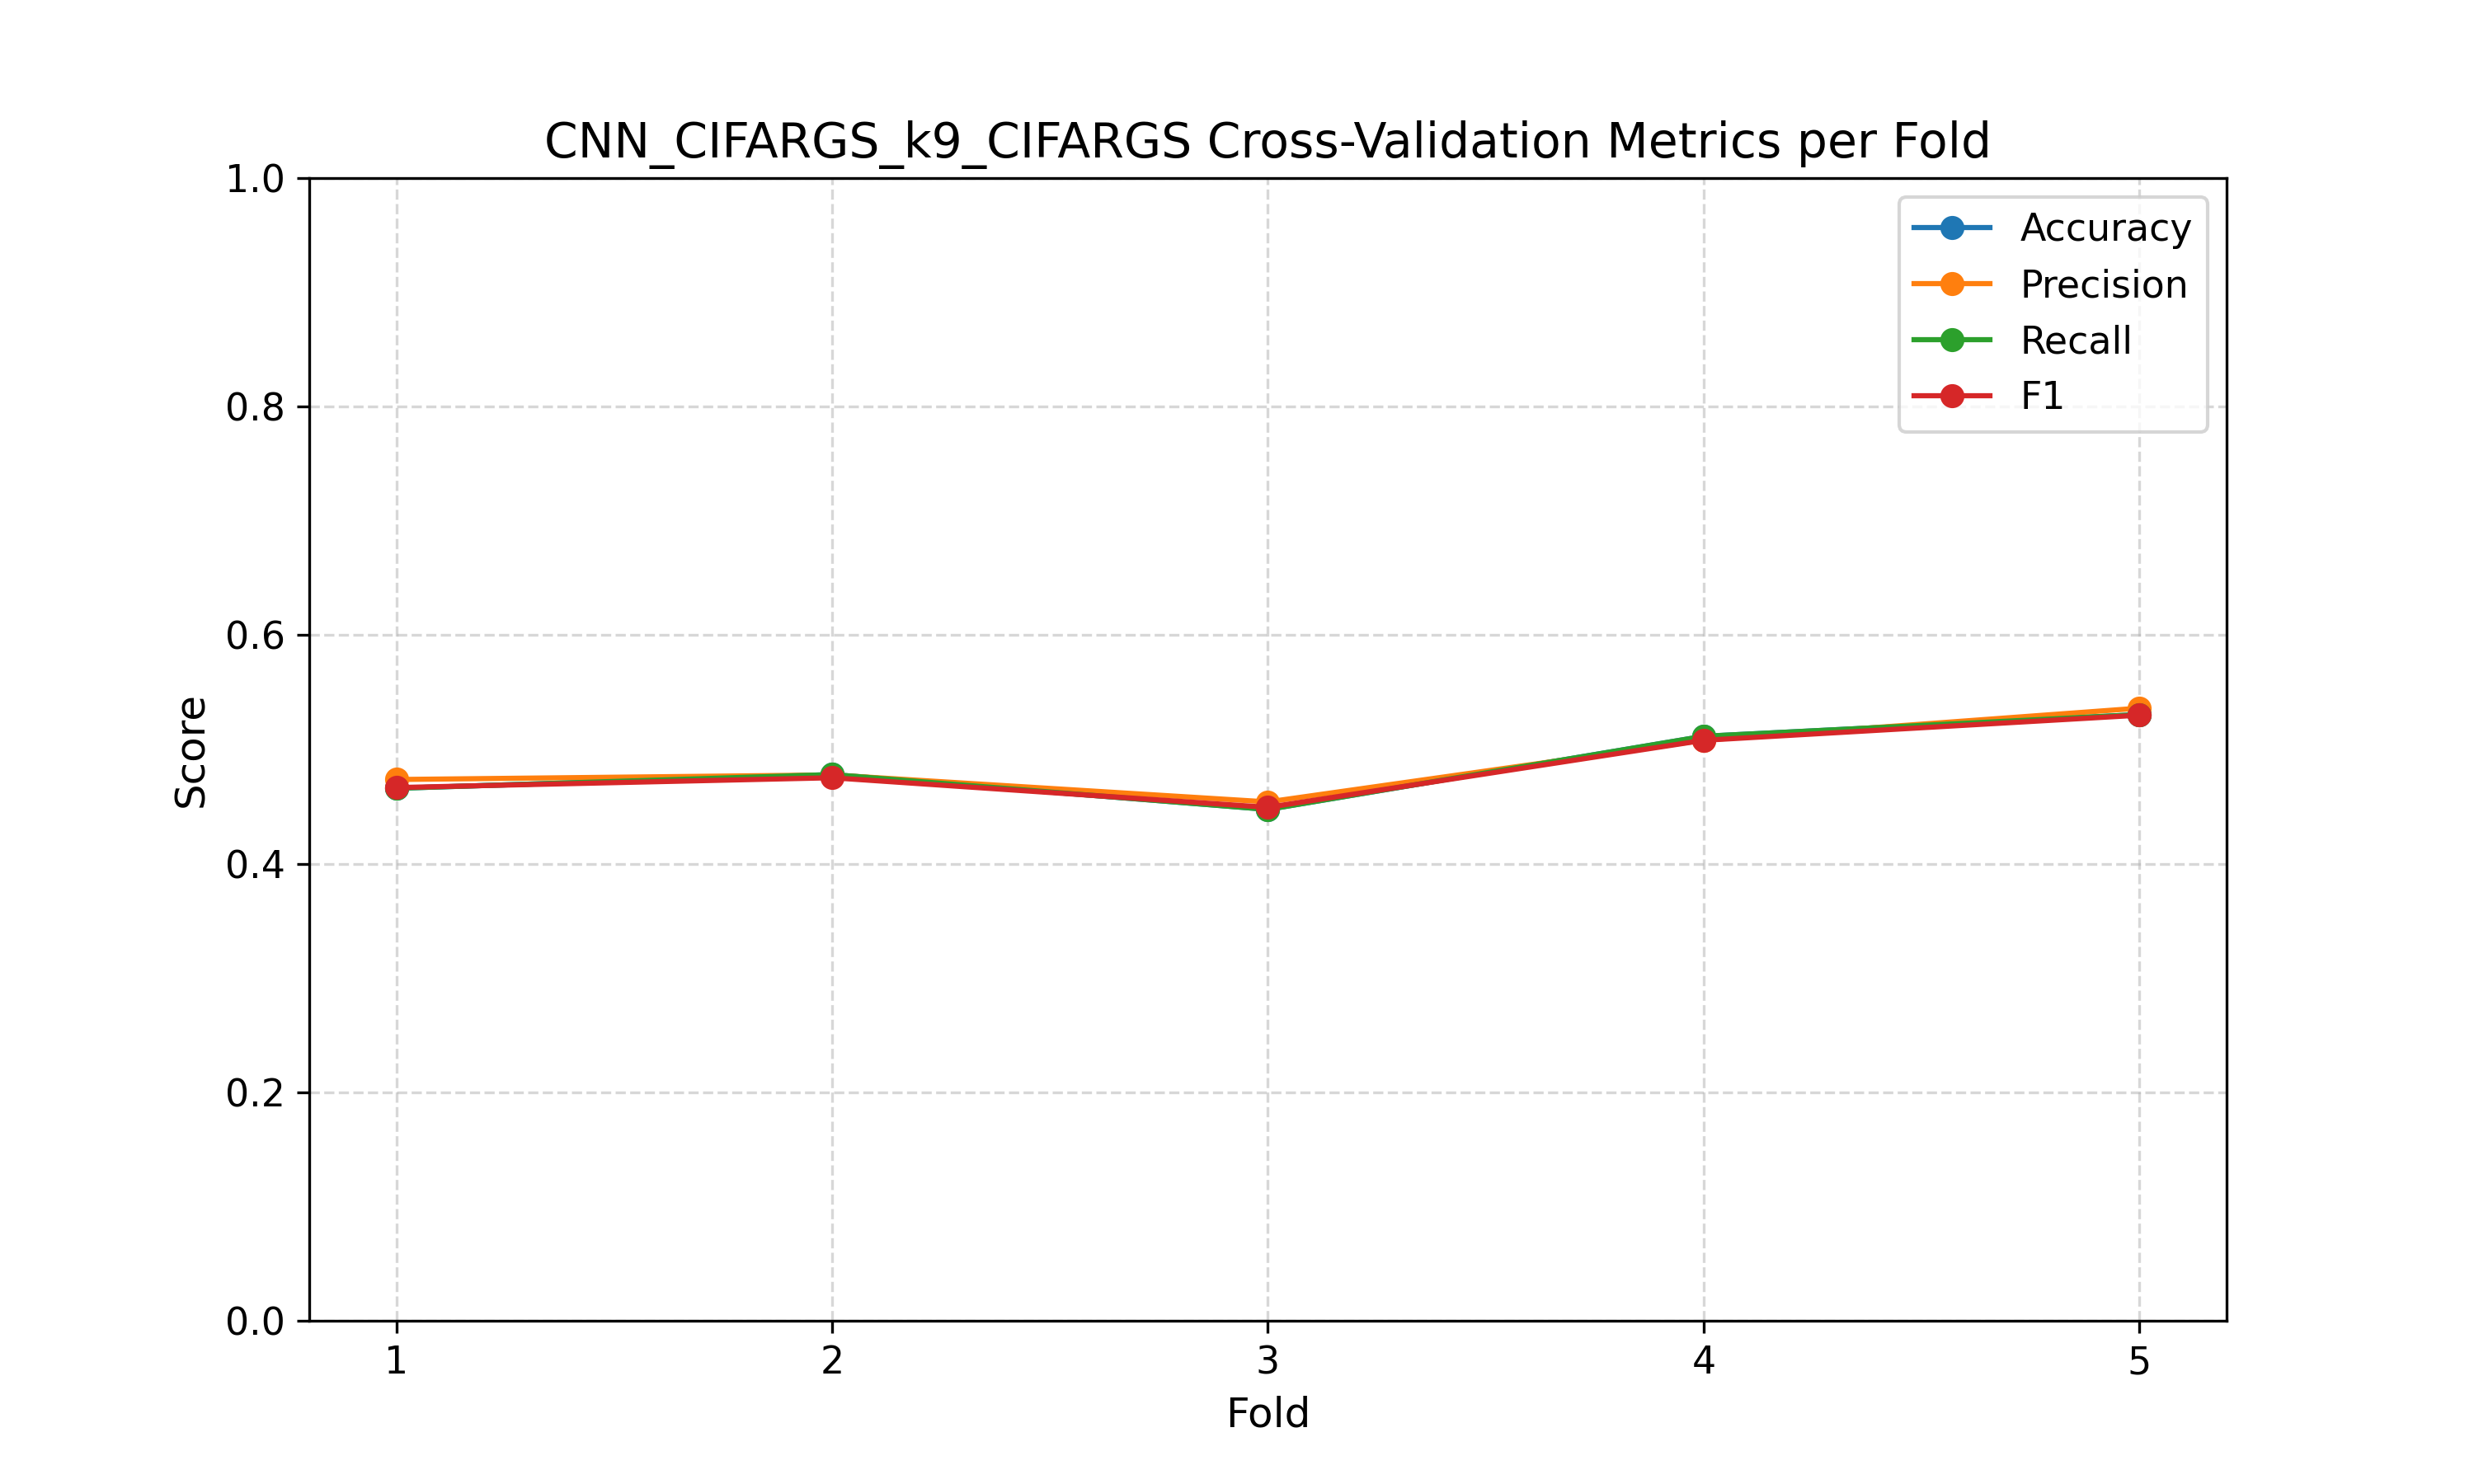 CNN_CIFARGS_k9_CIFARGS Cross-Validation Metrics per Fold
1.0
0.8
0.6
0.4
0.2
0.0
Score
Accuracy
Precision
Recall
F1
1 2 3 4 5
Fold